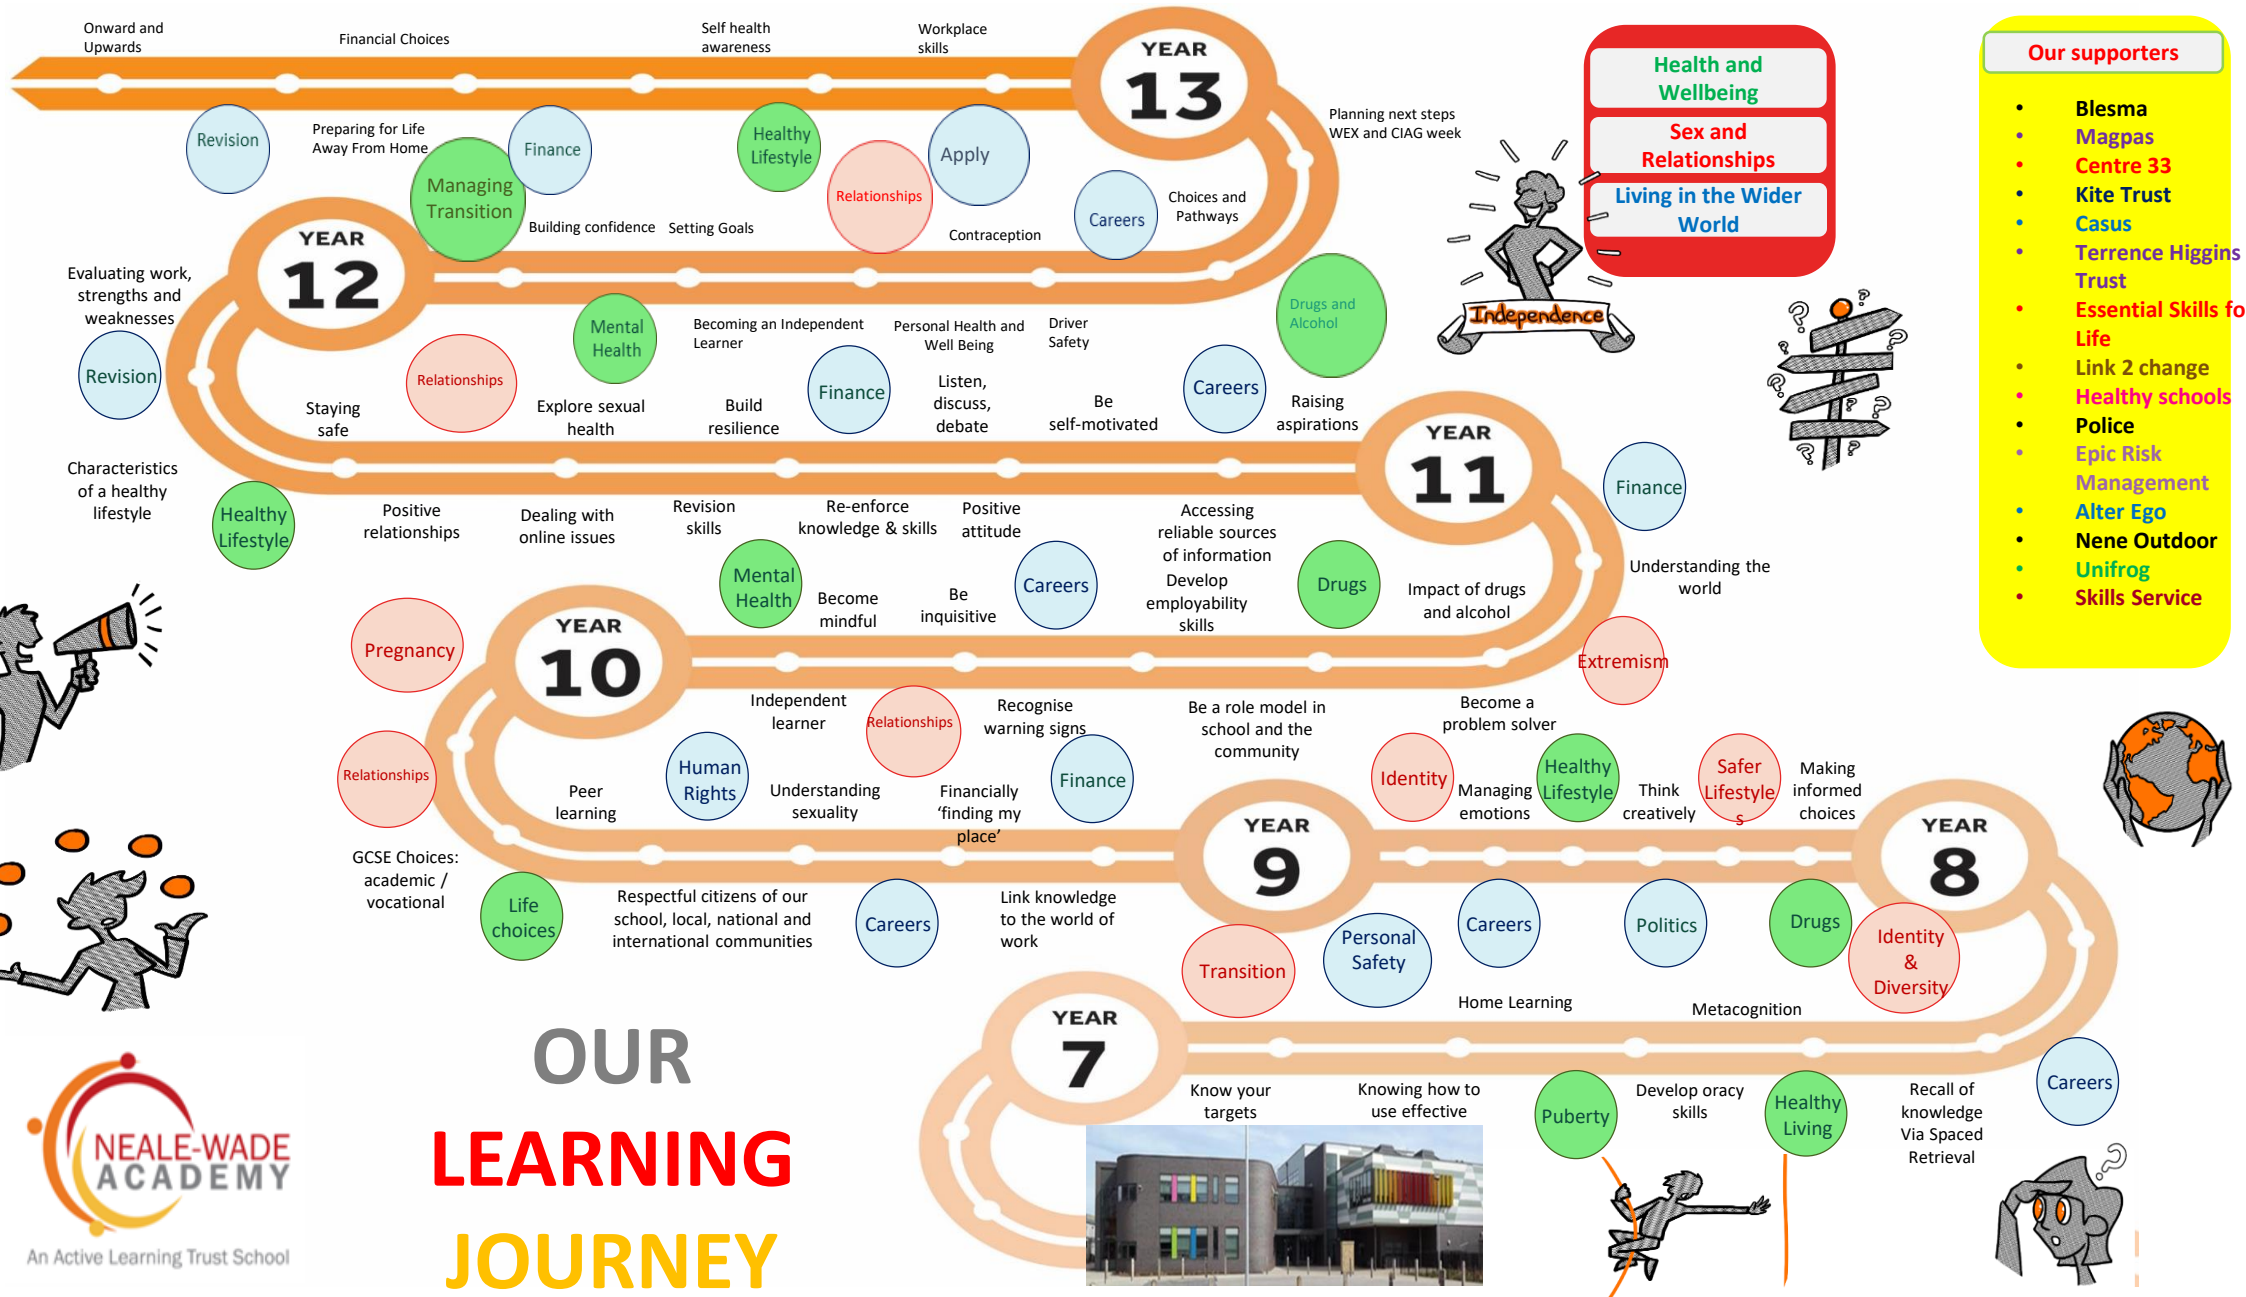 Onward and
Upwards
Financial Choices
Self health
awareness
Workplace
skills
YEAR
13
Revision
Preparing for Life
Away From Home
Managing
Transition
Finance
Healthy
Lifestyle
Relationships
Apply
Careers
Choices and
Pathways
Planning next steps
WEX and CIAG week
Building confidence
Setting Goals
Contraception
Health and
Wellbeing
Sex and
Relationships
Living in the Wider
World
Independence
Our supporters
• Blesma
• Magpas
• Centre 33
• Kite Trust
• Casus
• Terrence Higgins
Trust
• Essential Skills fo
Life
• Link 2 change
• Healthy schools
• Police
• Epic Risk
Management
• Alter Ego
• Nene Outdoor
• Unifrog
• Skills Service
YEAR
12
Evaluating work,
strengths and
weaknesses
Revision
Relationships
Mental
Health
Becoming an Independent
Learner
Personal Health and
Well Being
Driver
Safety
Drugs and
Alcohol
Staying
safe
Explore sexual
health
Build
resilience
Finance
Listen,
discuss,
debate
Be
self-motivated
Careers
Raising
aspirations
YEAR
11
Finance
Characteristics
of a healthy
lifestyle
Healthy
Lifestyle
Positive
relationships
Dealing with
online issues
Revision
skills
Re-enforce
knowledge & skills
Positive
attitude
Accessing
reliable sources
of information
Mental
Health
Become
mindful
Be
inquisitive
Careers
Develop
employability
skills
Drugs
Impact of drugs
and alcohol
Understanding the
world
Extremism
YEAR
10
Pregnancy
Relationships
Independent
learner
Relationships
Recognise
warning signs
Be a role model in
school and the
community
Become a
problem solver
Peer
learning
Human
Rights
Understanding
sexuality
Financially
‘finding my
place’
Finance
YEAR
9
Identity
Managing
emotions
Healthy
Lifestyle
Think
creatively
Safer
Lifestyle
s
Making
informed
choices
YEAR
8
GCSE Choices:
academic /
vocational
Life
choices
Respectful citizens of our
school, local, national and
international communities
Careers
Link knowledge
to the world of
work
Transition
Personal
Safety
Careers
Politics
Drugs
Identity
&
Diversity
Home Learning
Metacognition
YEAR
7
Know your
targets
Knowing how to
use effective
Puberty
Develop oracy
skills
Healthy
Living
Recall of
knowledge
Via Spaced
Retrieval
Careers
OUR
LEARNING
JOURNEY
NEALE-WADE
ACADEMY
An Active Learning Trust School